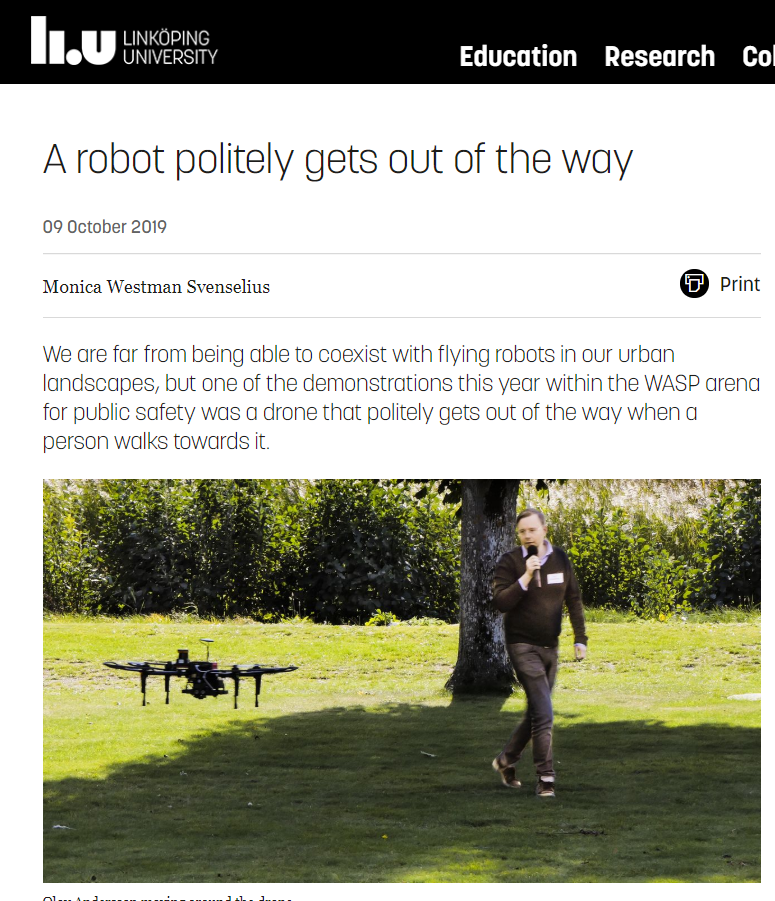 li.u LINKÖPING
UNIVERSITY
Education Research Col
A robot politely gets out of the way
09 October 2019
Monica Westman Svenselius
Print
We are far from being able to coexist with flying robots in our urban
landscapes, but one of the demonstrations this year within the WASP arena
for public safety was a drone that politely gets out of the way when a
person walks towards it.
Olov Andersson moving around the drone